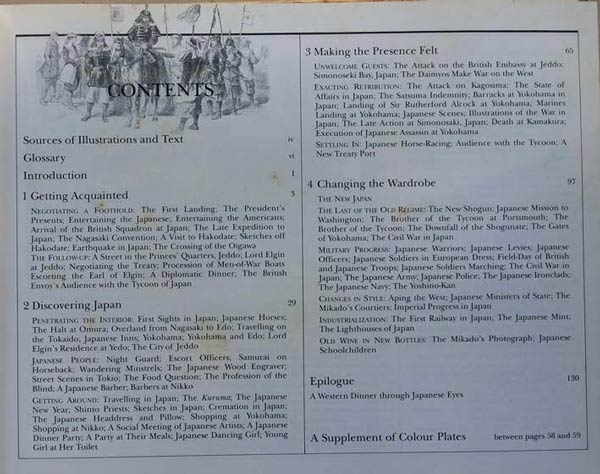 CONTENTS
Sources of Illustrations and Text iv
Glossary vi
Introduction 1
1 Getting Acquainted 3
NEGOTIATING A FOOTHOLD: The First Landing; The President's
Presents; Entertaining the Japanese; Entertaining the Americans;
Arrival of the British Squadron at Japan; The Late Expedition to
Japan; The Nagasaki Convention; A Visit to Hakodate; Sketches off
Hakodate; Earthquake in Japan; The Crossing of the Oigawa
THE FOLLOW-UP: A Street in the Princes' Quarters, Jeddo; Lord Elgin
at Jeddo; Negotiating the Treaty; Procession of Men-of-War Boats
Escorting the Earl of Elgin; A Diplomatic Dinner; The British
Envoy's Audience with the Tycoon of Japan
2 Discovering Japan 29
PENETRATING THE INTERIOR: First Sights in Japan; Japanese Horses;
The Halt at Omura; Overland from Nagasaki to Edo; Travelling on
the Tokaido; Japanese Inns, Yokohama; Yokohama and Edo; Lord
Elgin's Residence at Yedo; The City of Jeddo
JAPANESE PEOPLE: Night Guard; Escort Officers; Samurai on
Horseback; Wandering Minstrels; The Japanese Wood Engraver;
Street Scenes in Tokio; The Food Question; The Profession of the
Blind; A Japanese Barber; Barbers at Nikko
GETTING AROUND: Travelling in Japan; The Kuruma; The Japanese
New Year; Shinto Priests; Sketches in Japan; Cremation in Japan;
The Japanese Headdress and Pillow; Shopping at Yokohama;
Shopping at Nikko; A Social Meeting of Japanese Artists; A Japanese
Dinner Party; A Party at Their Meals; Japanese Dancing Girl; Young
Girl at Her Toilet
3 Making the Presence Felt 65
UNWELCOME GUESTS: The Attack on the British Embassy at Jeddo;
Simonoseki Bay, Japan; The Daimyos Make War on the West
EXACTING RETRIBUTION: The Attack on Kagosima; The State of
Affairs in Japan; The Satsuma Indemnity; Barracks at Yokohama in
Japan; Landing of Sir Rutherford Alcock at Yokohama; Marines
Landing at Yokohama; Japanese Scenes; Illustrations of the War in
Japan; The Late Action at Simonosaki, Japan; Death at Kamakura;
Execution of Japanese Assassin at Yokohama
SETTLING IN: Japanese Horse-Racing; Audience with the Tycoon; A
New Treaty Port
4 Changing the Wardrobe 97
THE NEW JAPAN
THE LAST OF THE OLD REGIME: The New Shogun; Japanese Mission to
Washington; The Brother of the Tycoon at Portsmouth; The
Brother of the Tycoon; The Downfall of the Shogunate; The Gates
of Yokohama; The Civil War in Japan
MILITARY PROGRESS: Japanese Warriors; Japanese Levies; Japanese
Officers; Japanese Soldiers in European Dress; Field-Day of British
and Japanese Troops; Japanese Soldiers Marching; The Civil War in
Japan; The Japanese Army; Japanese Police; The Japanese Ironclads;
The Japanese Navy; The Yoshino-Kan
CHANGES IN STYLE: Aping the West; Japanese Ministers of State; The
Mikado's Courtiers; Imperial Progress in Japan
INDUSTRIALIZATION: The First Railway in Japan; The Japanese Mint;
The Lighthouses of Japan
OLD WINE IN NEW BOTTLES: The Mikado's Photograph; Japanese
Schoolchildren
Epilogue 130
A Western Dinner through Japanese Eyes
A Supplement of Colour Plates between pages 58 and 59